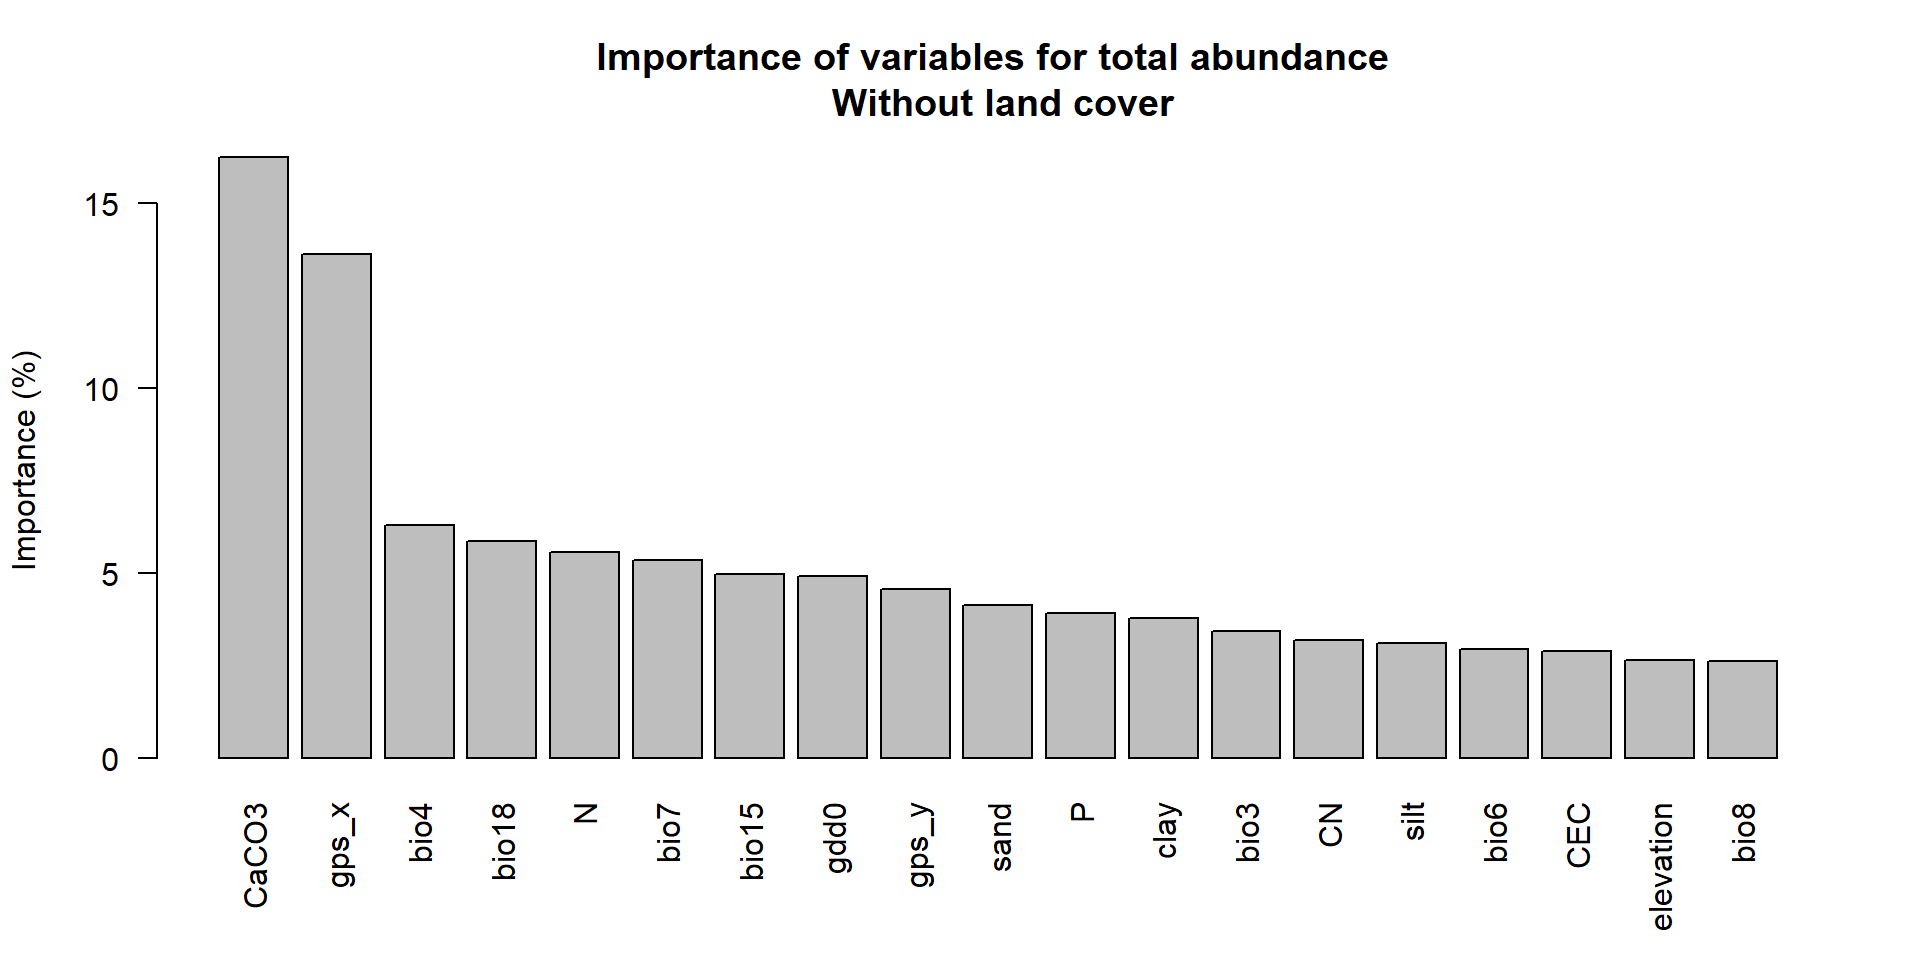 Importance of variables for total abundance
Without land cover
Importance (%)
15
10
5
0
CaCO3
gps_x
bio4
bio18
N
bio7
bio15
gdd0
gps_y
sand
P
clay
bio3
CN
silt
bio6
CEC
elevation
bio8